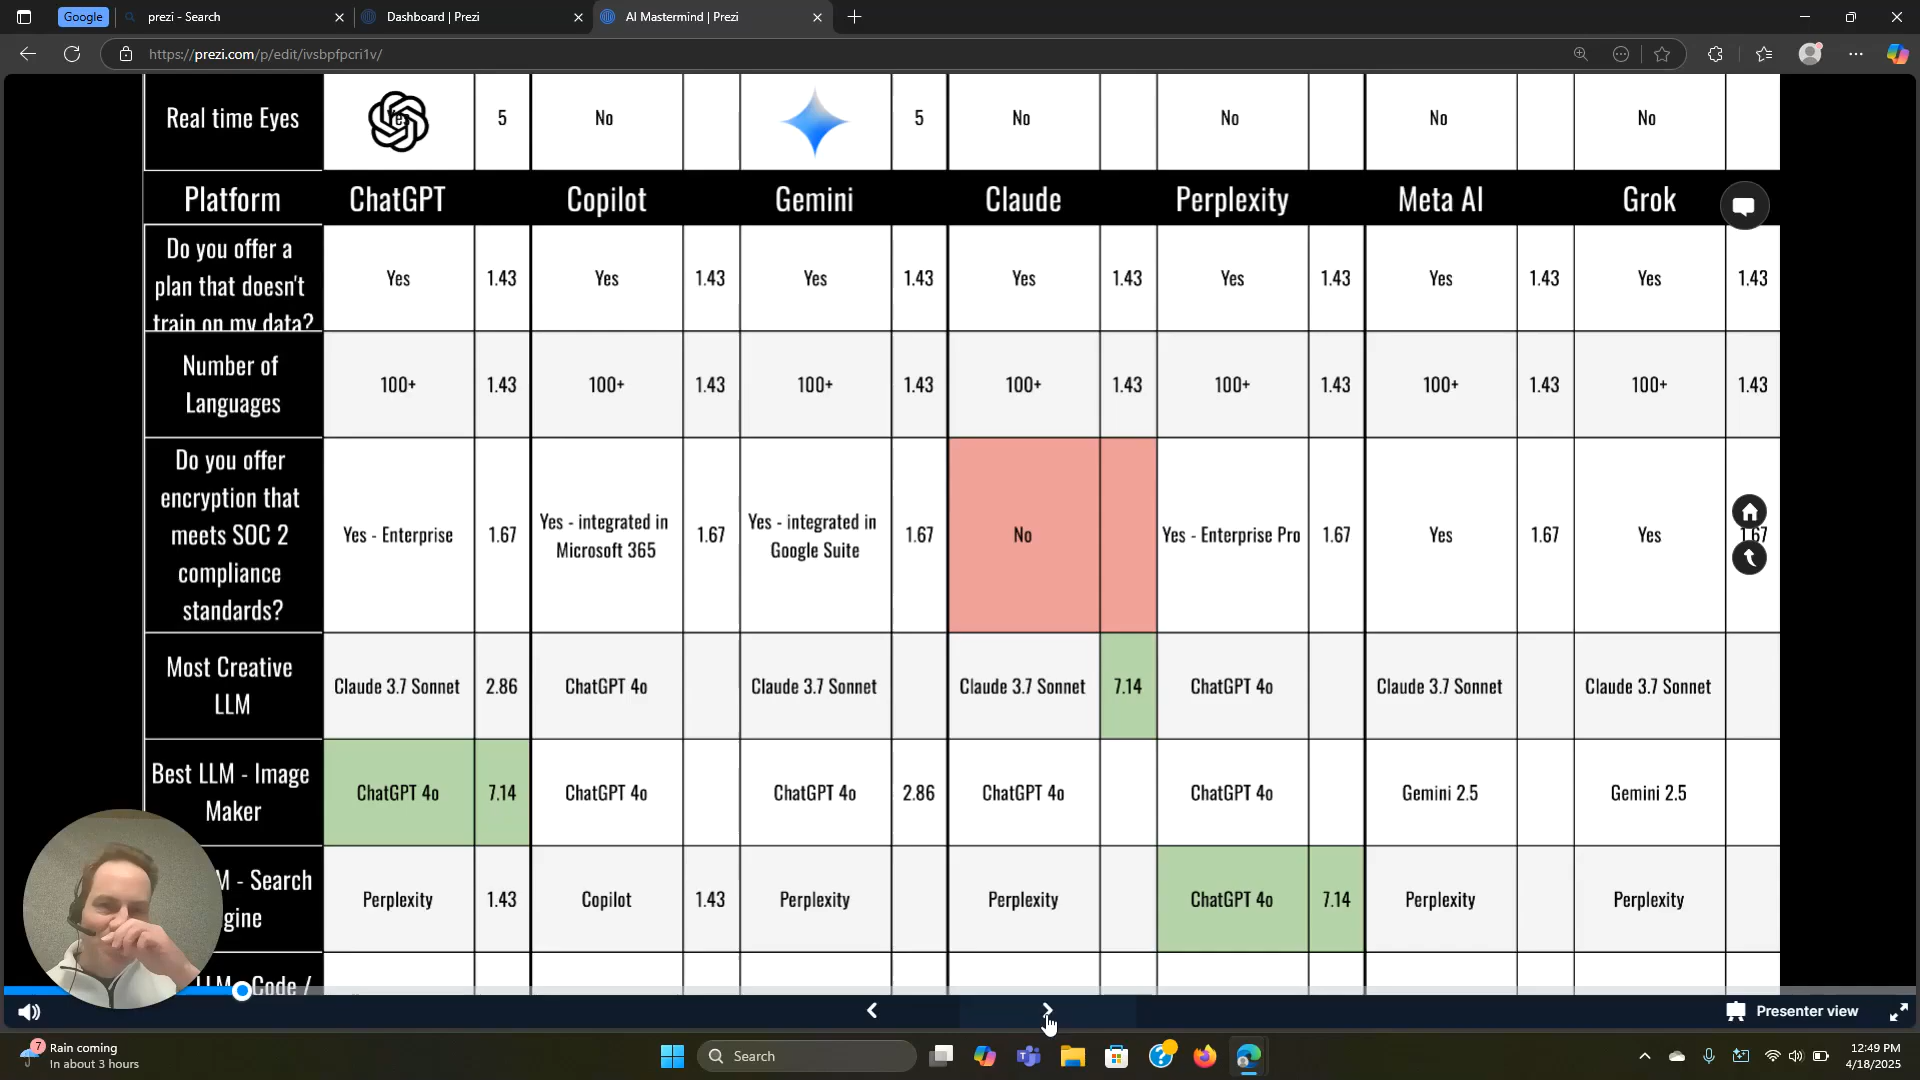 Google
prezi - Search
Dashboard | Prezi
AI Mastermind | Prezi
https://prezi.com/p/edit/ivsbpfpcri1v/
Real time Eyes
Yes
5
No
5
No
No
No
No
Platform
ChatGPT
Copilot
Gemini
Claude
Perplexity
Meta AI
Grok
Do you offer a
plan that doesn't
train on my data?
Yes
1.43
Yes
1.43
Yes
1.43
Yes
1.43
Yes
1.43
Yes
1.43
Yes
1.43
Number of
Languages
100+
1.43
100+
1.43
100+
1.43
100+
1.43
100+
1.43
100+
1.43
100+
1.43
Do you offer
encryption that
meets SOC 2
compliance
standards?
Yes - Enterprise
1.67
Yes - integrated in
Microsoft 365
1.67
Yes - integrated in
Google Suite
1.67
No
Yes - Enterprise Pro
1.67
Yes
1.67
Yes
1.67
Most Creative
LLM
Claude 3.7 Sonnet
2.86
ChatGPT 4o
Claude 3.7 Sonnet
Claude 3.7 Sonnet
7.14
ChatGPT 4o
Claude 3.7 Sonnet
Claude 3.7 Sonnet
Best LLM - Image
Maker
ChatGPT 4o
7.14
ChatGPT 4o
ChatGPT 4o
2.86
ChatGPT 4o
ChatGPT 4o
Gemini 2.5
Gemini 2.5
M - Search
gine
Perplexity
1.43
Copilot
1.43
Perplexity
Perplexity
ChatGPT 4o
7.14
Perplexity
Perplexity
Code /
Presenter view
7
Rain coming
In about 3 hours
Search
12:49 PM
4/18/2025